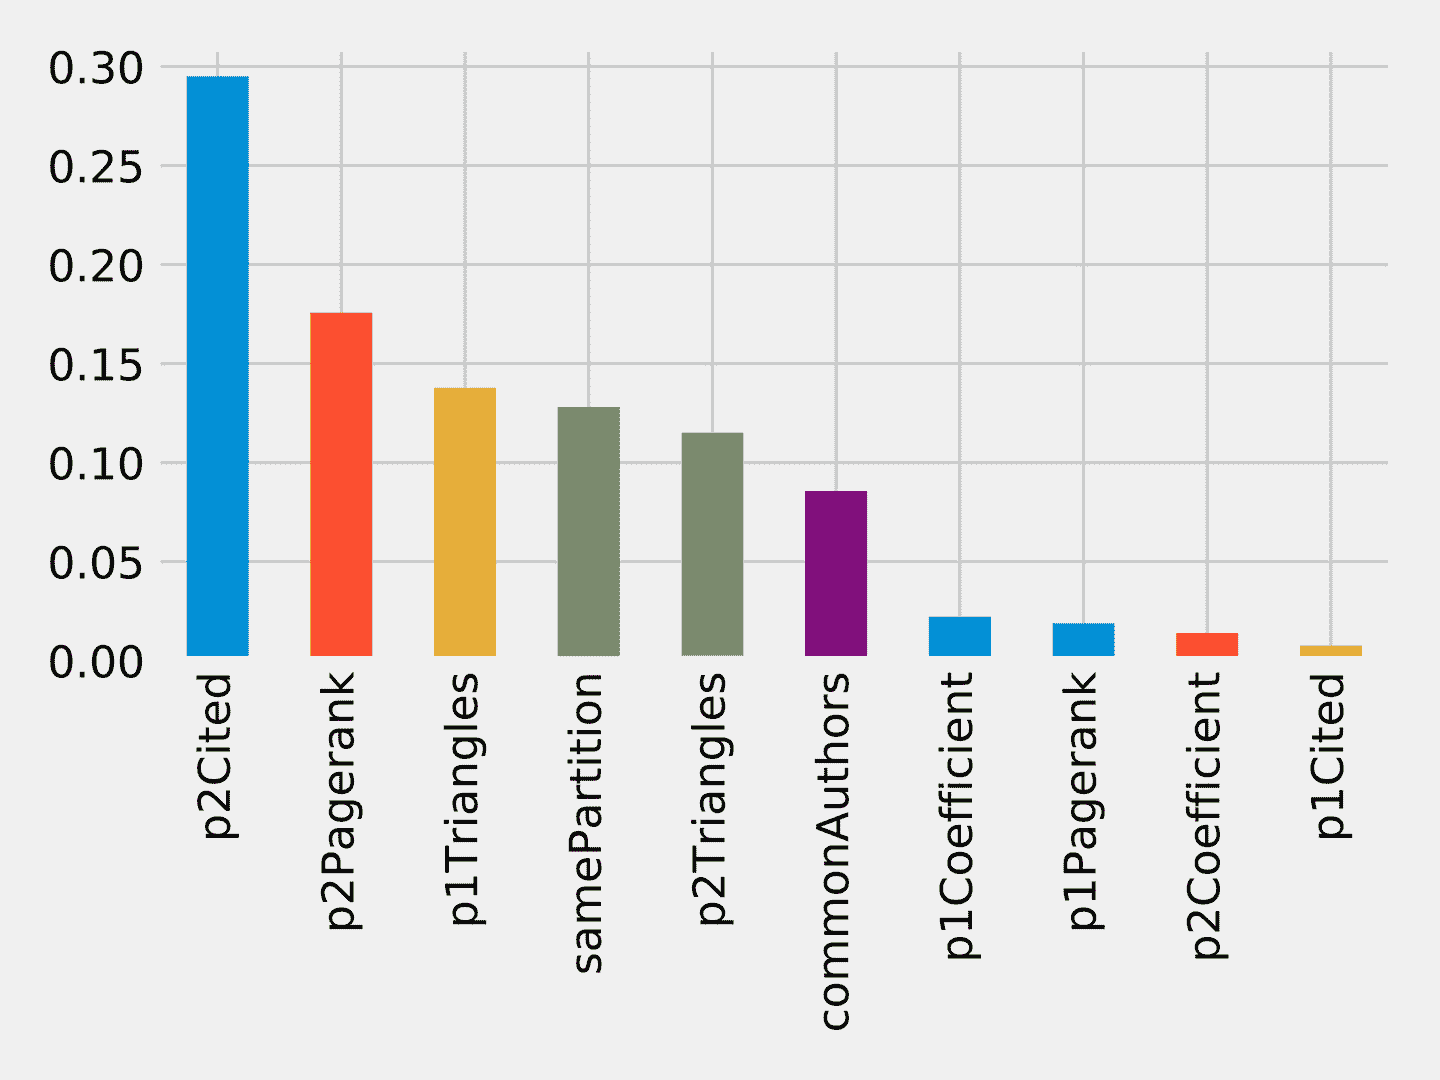 0.30
0.25
0.20
0.15
0.10
0.05
0.00
p2Cited
p2Pagerank
p1Triangles
samePartition
p2Triangles
commonAuthors
p1Coefficient
p1Pagerank
p2Coefficient
p1Cited